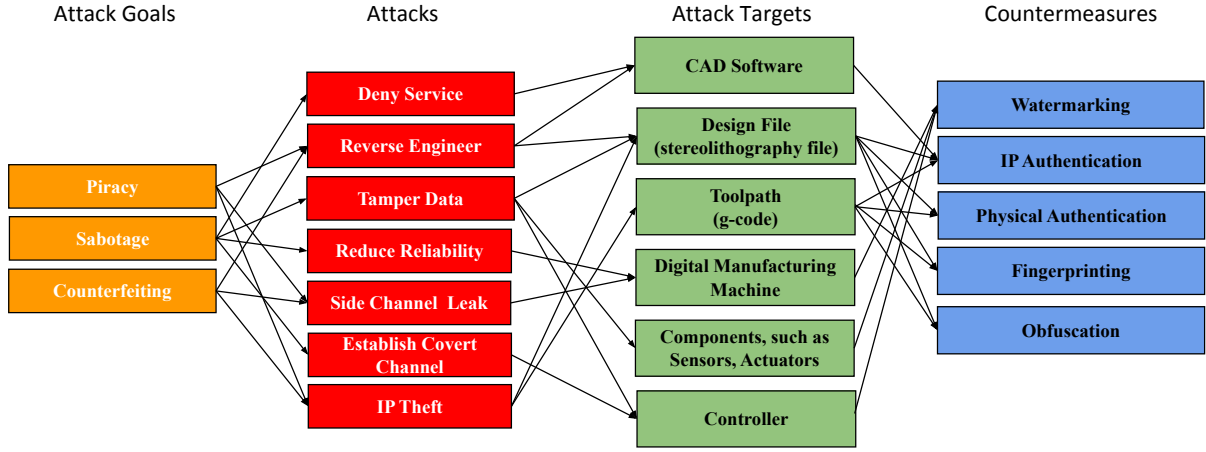 Attack Goals
Attacks
Attack Targets
Countermeasures
Piracy
Sabotage
Counterfeiting
Deny Service
Reverse Engineer
Tamper Data
Reduce Reliability
Side Channel Leak
Establish Covert
Channel
IP Theft
CAD Software
Design File
(stereolithography file)
Toolpath
(g-code)
Digital Manufacturing
Machine
Components, such as
Sensors, Actuators
Controller
Watermarking
IP Authentication
Physical Authentication
Fingerprinting
Obfuscation